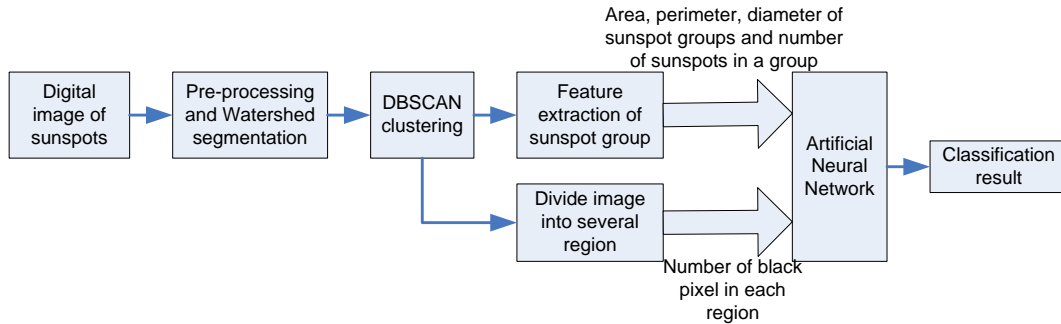 Area, perimeter, diameter of
sunspot groups and number
of sunspots in a group
Digital
image of
sunspots
Pre-processing
and Watershed
segmentation
DBSCAN
clustering
Feature
extraction of
sunspot group
Divide image
into several
region
Number of black
pixel in each
region
Artificial
Neural
Network
Classification
result